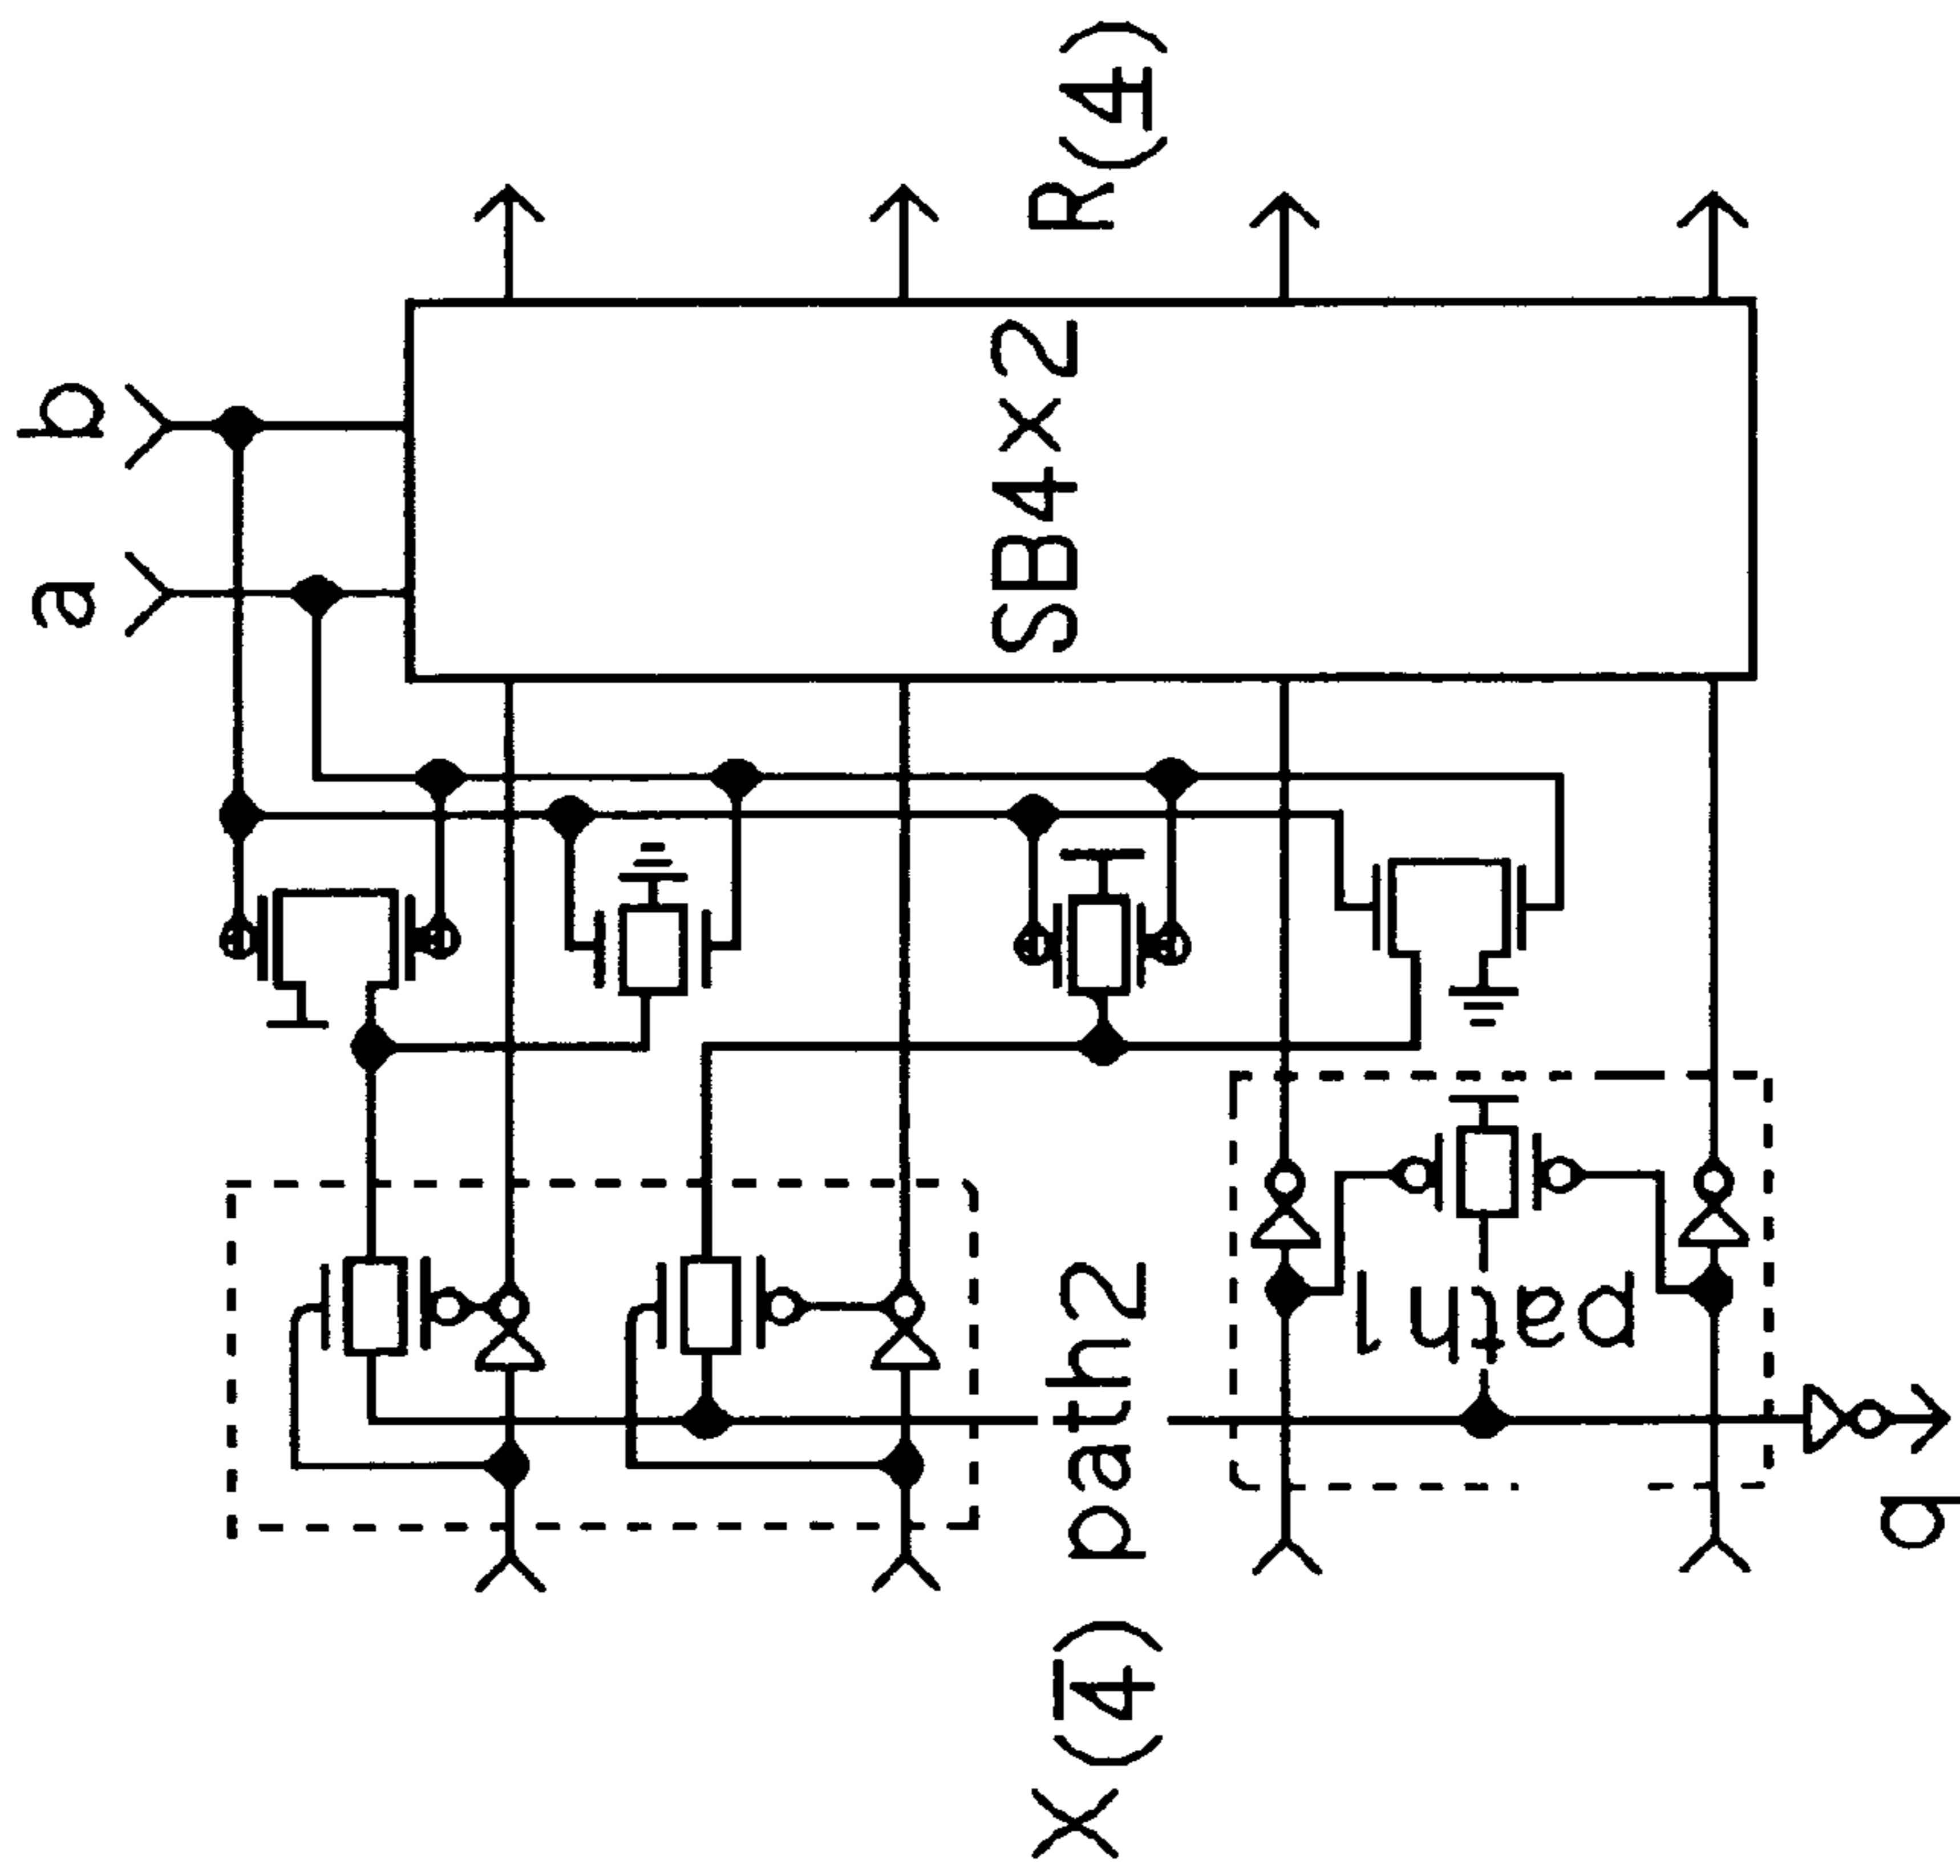 a
b
X(4̅)
path2
SB4×2
R(4̲)
path1
q